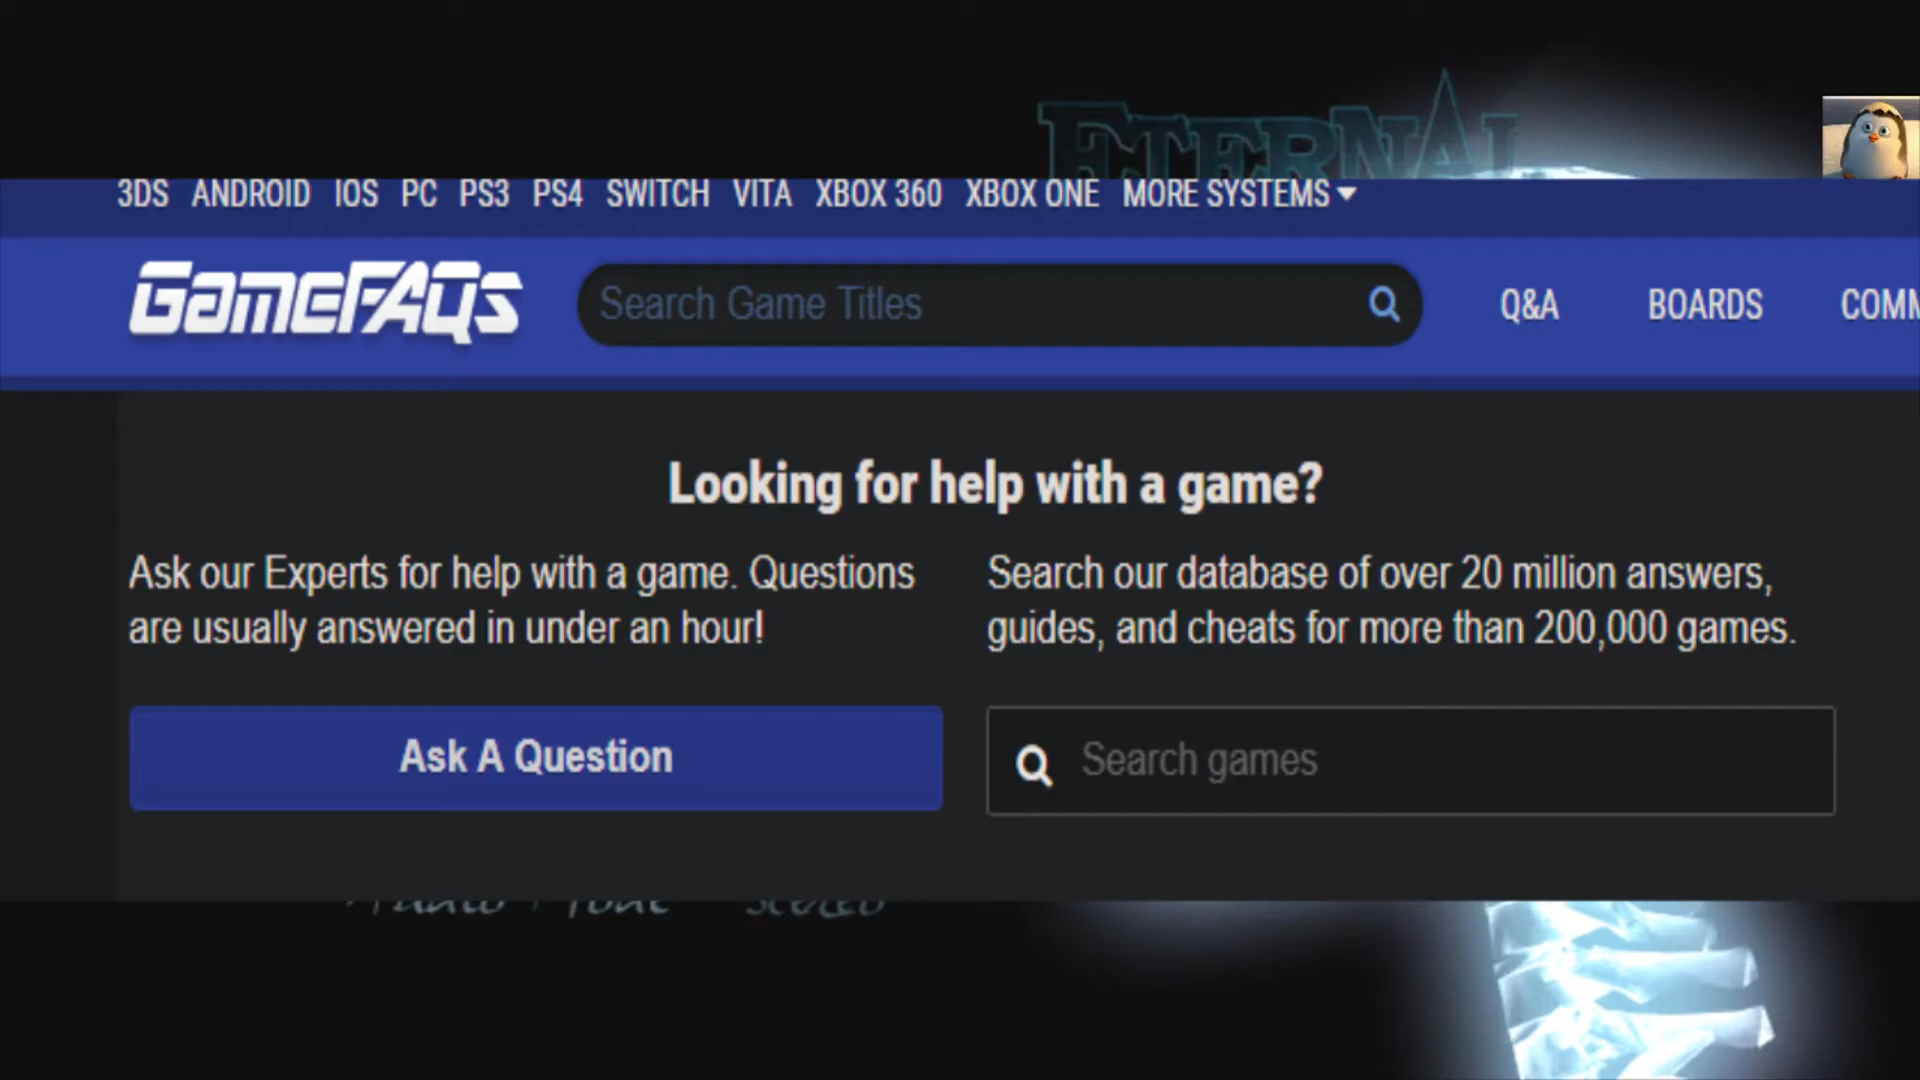 ETERNAL
3DS ANDROID IOS PC PS3 PS4 SWITCH VITA XBOX 360 XBOX ONE MORE SYSTEMS
GameFAQs Search Game Titles Q&A BOARDS COMM
Looking for help with a game?
Ask our Experts for help with a game. Questions
are usually answered in under an hour!
Search our database of over 20 million answers,
guides, and cheats for more than 200,000 games.
Ask A Question
Search games